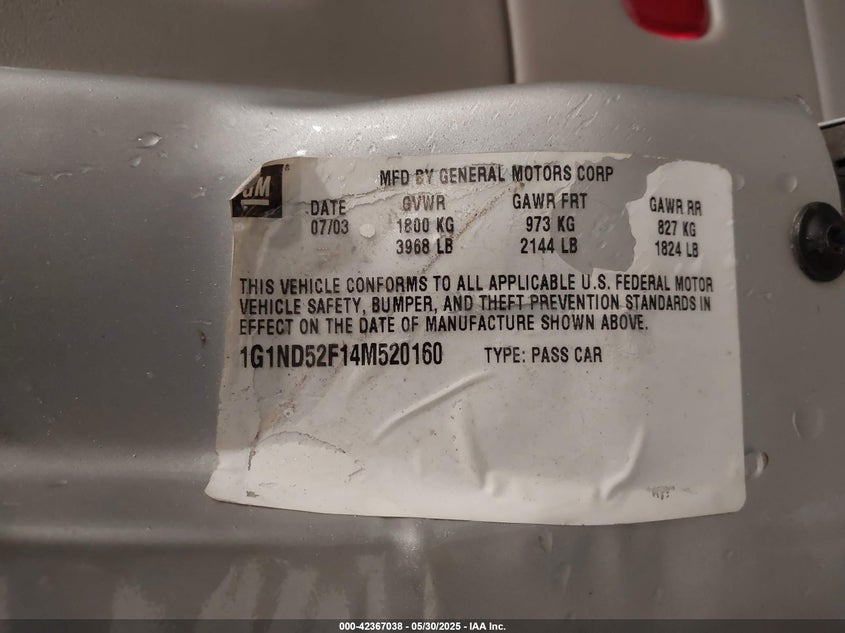 GM
MFD BY GENERAL MOTORS CORP
DATE GVWR GAWR FRT GAWR RR
07/03 1800 KG 973 KG 827 KG
3968 LB 2144 LB 1824 LB
THIS VEHICLE CONFORMS TO ALL APPLICABLE U.S. FEDERAL MOTOR
VEHICLE SAFETY, BUMPER, AND THEFT PREVENTION STANDARDS IN
EFFECT ON THE DATE OF MANUFACTURE SHOWN ABOVE.
1G1ND52F14M520160 TYPE: PASS CAR
000-42367038 - 05/30/2025 - IAA Inc.